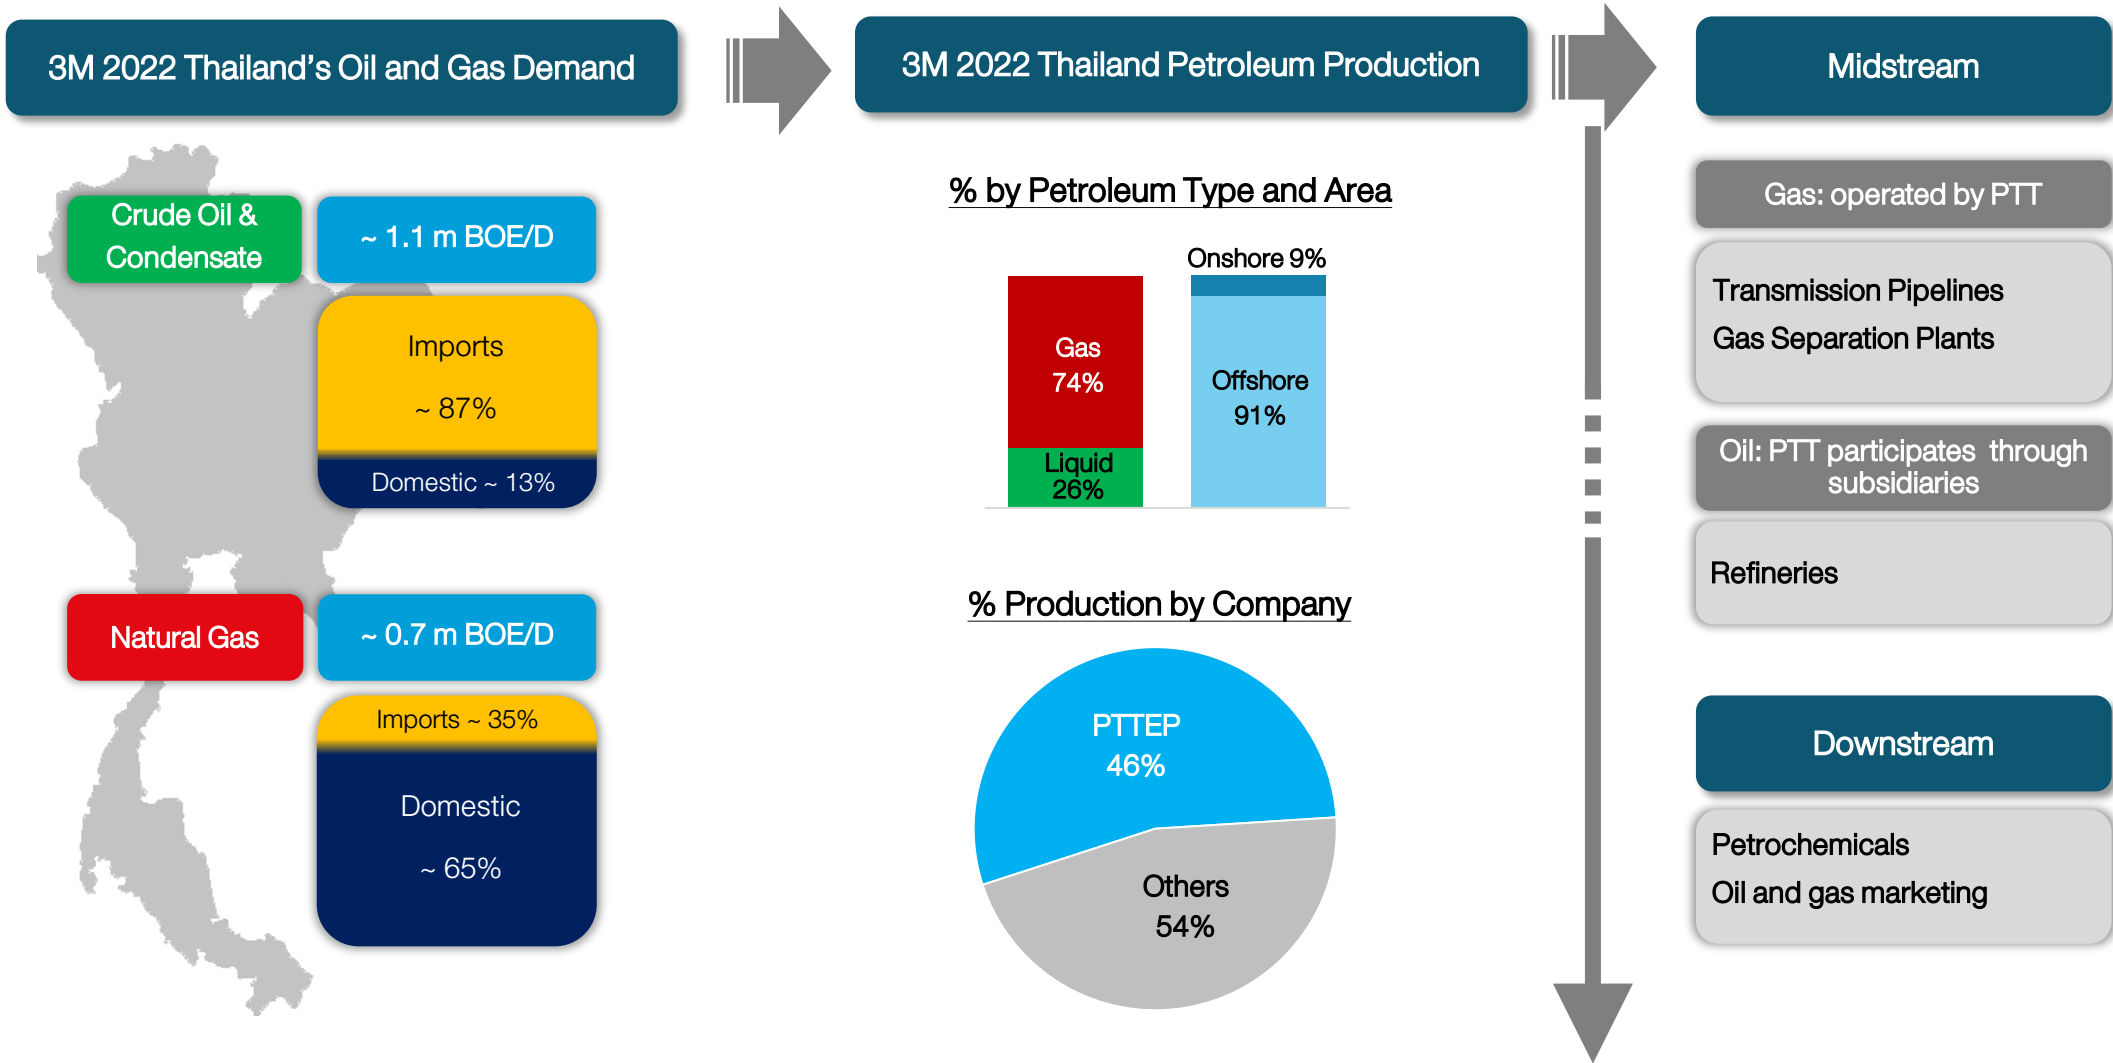 3M 2022 Thailand's Oil and Gas Demand
Crude Oil &
Condensate
~ 1.1 m BOE/D
Imports
~ 87%
Domestic ~ 13%
Natural Gas
~ 0.7 m BOE/D
Imports ~ 35%
Domestic
~ 65%
3M 2022 Thailand Petroleum Production
% by Petroleum Type and Area
Gas
74%
Liquid
26%
Onshore 9%
Offshore
91%
% Production by Company
PTTEP
46%
Others
54%
Midstream
Gas: operated by PTT
Transmission Pipelines
Gas Separation Plants
Oil: PTT participates through
subsidiaries
Refineries
Downstream
Petrochemicals
Oil and gas marketing